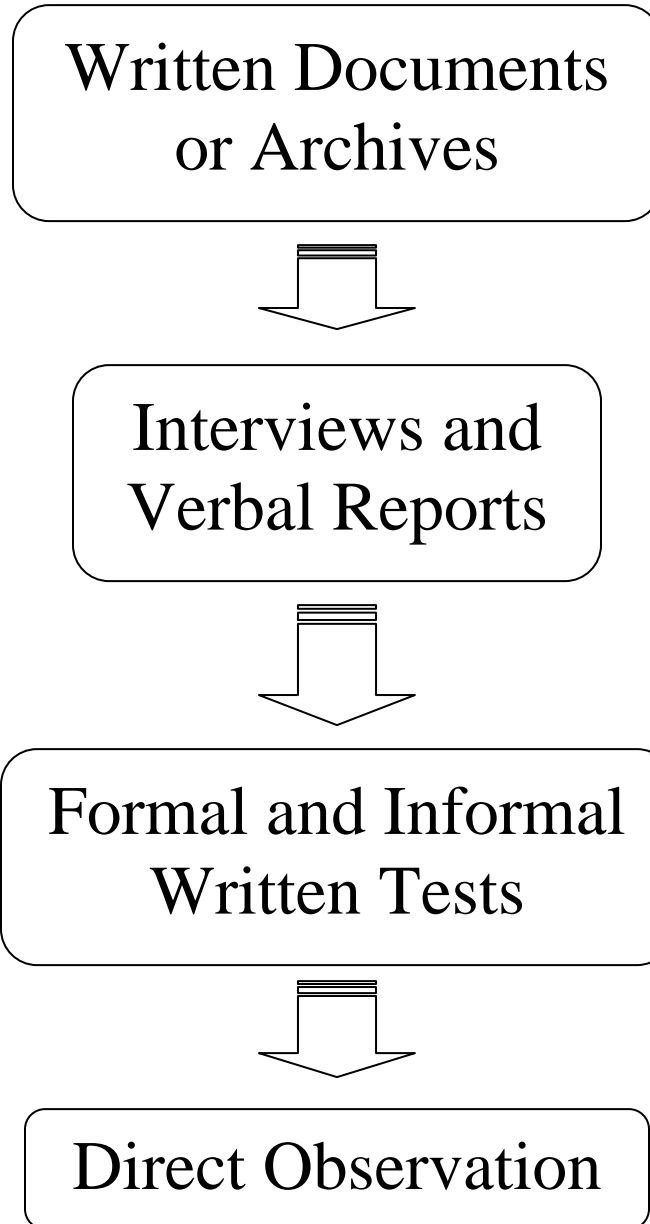 Written Documents
or Archives
Interviews and
Verbal Reports
Formal and Informal
Written Tests
Direct Observation